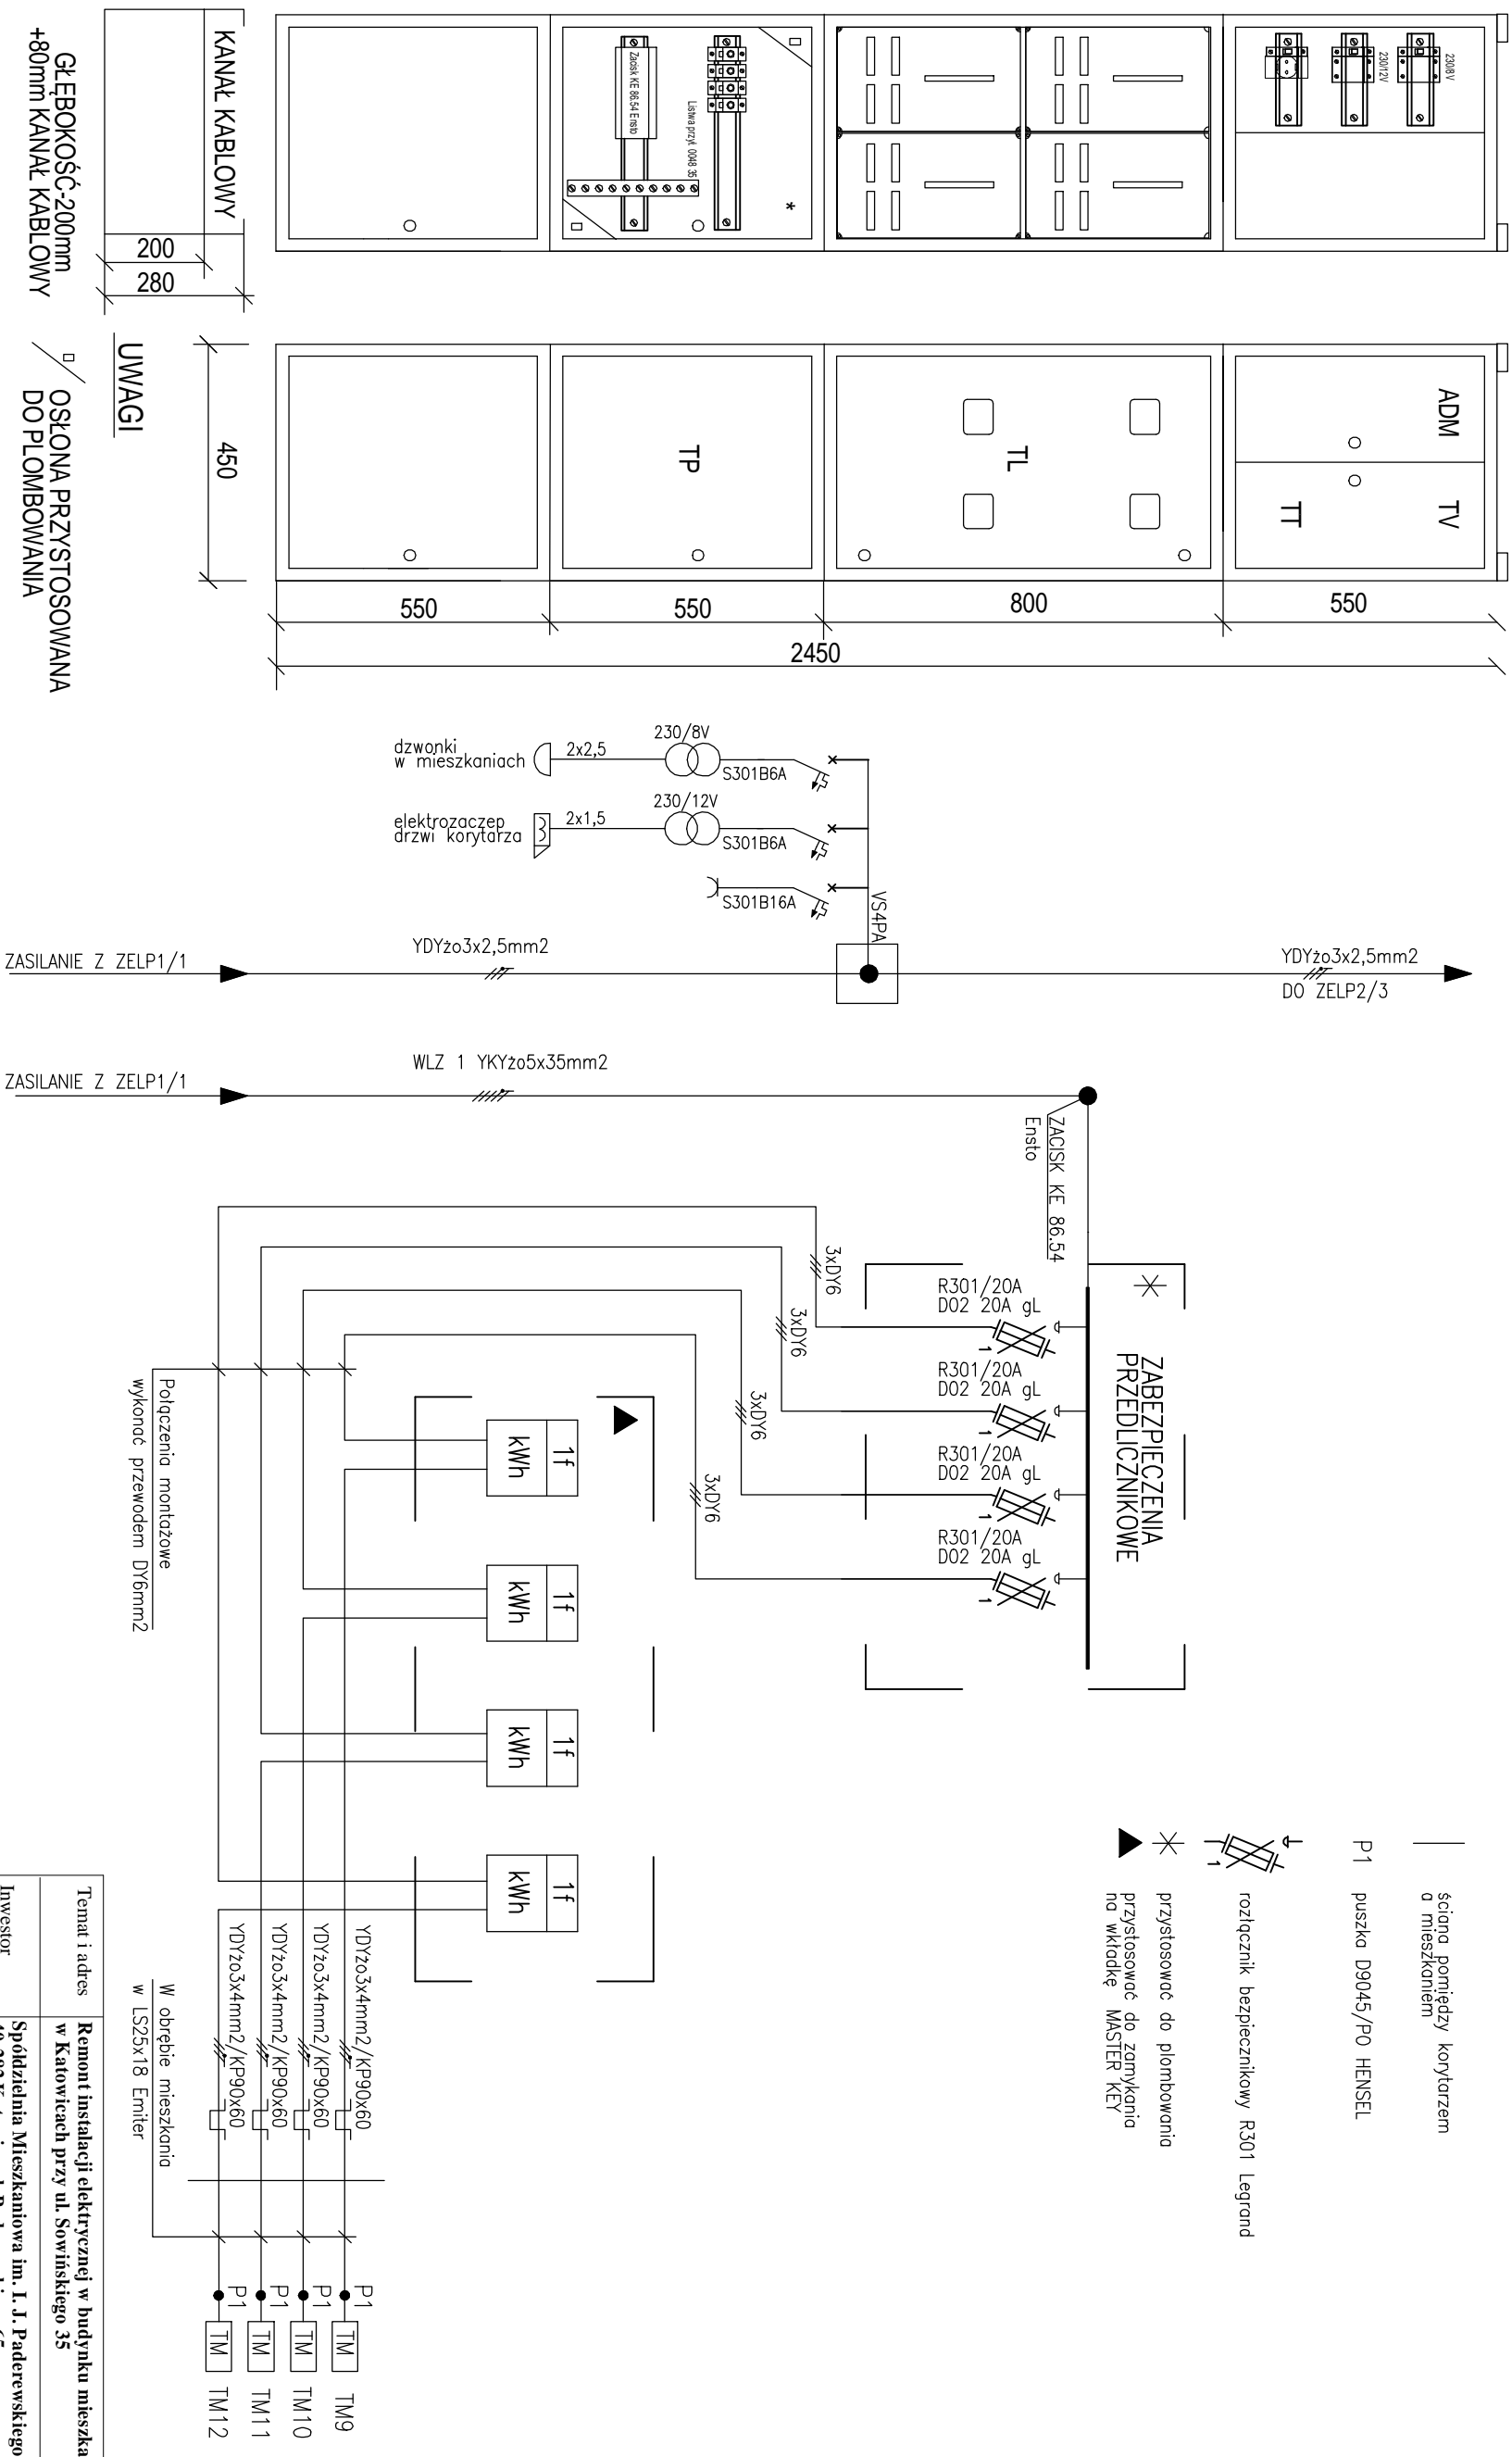 230/8V
230/12V
Listwa przył. 0048 35
Zacisk KE 86.54 Ensto
*
KANAŁ KABLOWY
200
280
GŁĘBOKOŚĆ-200mm
+80mm KANAŁ KABLOWY
UWAGI
OSŁONA PRZYSTOSOWANA
DO PLOMBOWANIA
450
ADM
TV
TT
TL
TP
550
550
800
550
2450
dzwonki
w mieszkaniach
2x2,5
230/8V
S301B6A
elektrozaczep
drzwi korytarza
2x1,5
230/12V
S301B6A
S301B16A
VS4PA
ZASILANIE Z ZELP1/1
YDYżo3x2,5mm2
YDYżo3x2,5mm2
DO ZELP2/3
ZASILANIE Z ZELP1/1
WLZ 1 YKYżo5x35mm2
ZACISK KE 86.54
Ensto
ZABEZPIECZENIA
PRZEDLICZNIKOWE
R301/20A
D02 20A gL
1
R301/20A
D02 20A gL
1
R301/20A
D02 20A gL
1
R301/20A
D02 20A gL
1
3xDY6
3xDY6
3xDY6
3xDY6
Połączenia montażowe
wykonać przewodem DY6mm2
1f
kWh
1f
kWh
1f
kWh
1f
kWh
YDYżo3x4mm2/KP90x60
YDYżo3x4mm2/KP90x60
YDYżo3x4mm2/KP90x60
YDYżo3x4mm2/KP90x60
W obrębie mieszkania
w LS25x18 Emiter
P1
TM
TM9
P1
TM
TM10
P1
TM
TM11
P1
TM
TM12
ściana pomiędzy korytarzem
a mieszkaniem
P1 puszka D9045/PO HENSEL
1
rozłącznik bezpiecznikowy R301 Legrand
przystosować do plombowania
przystosować do zamykania
na wkładkę MASTER KEY
Temat i adres
Remont instalacji elektrycznej w budynku mieszka
w Katowicach przy ul. Sowińskiego 35
Inwestor
Spółdzielnia Mieszkaniowa im. I. J. Paderewskiego